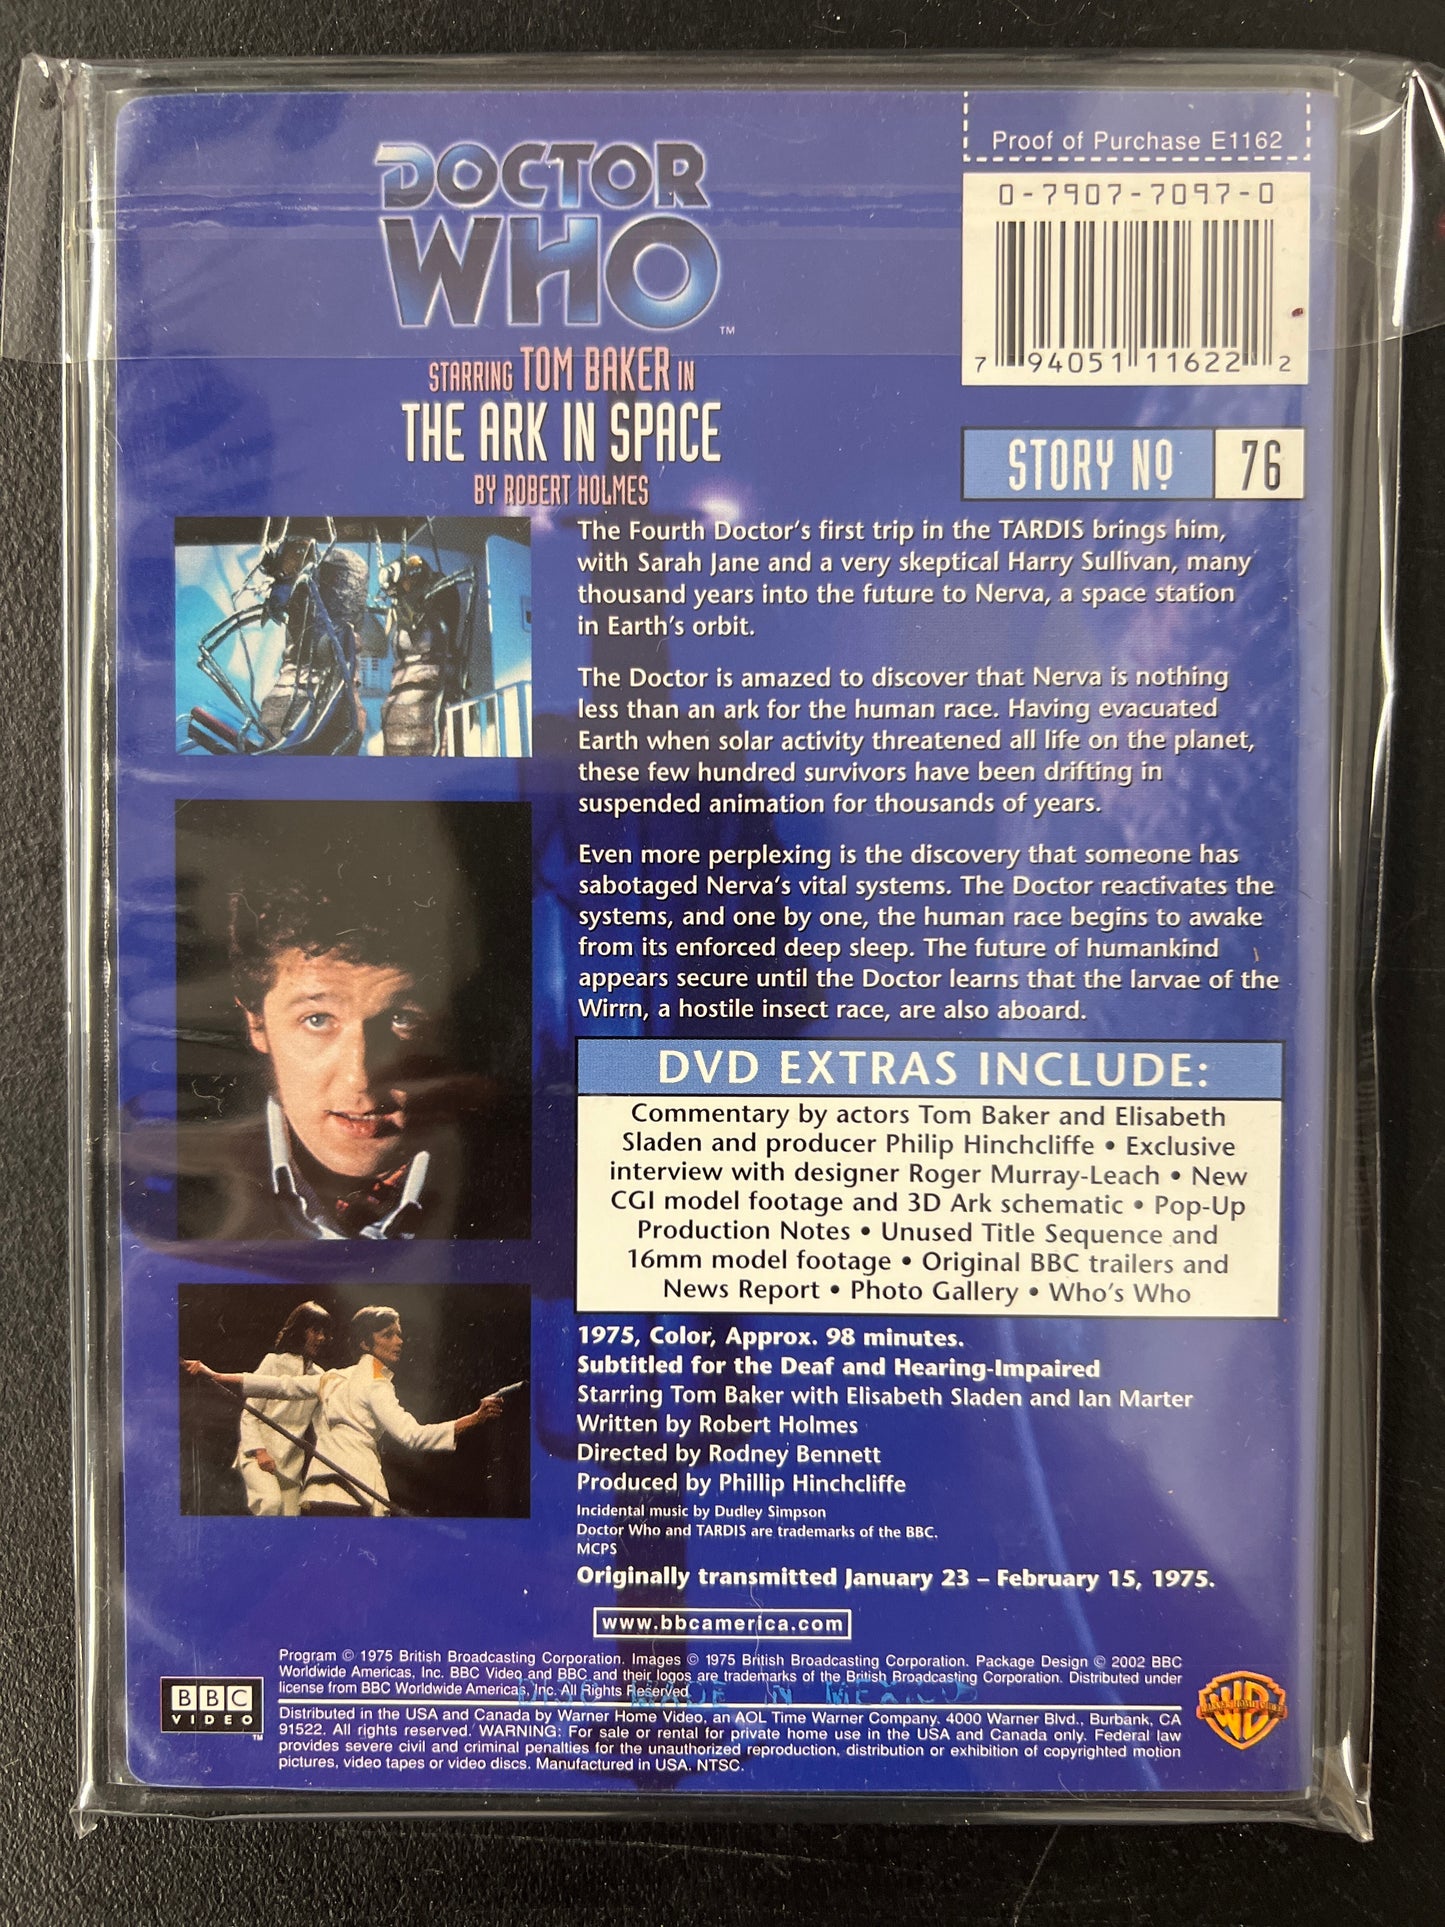 Proof of Purchase E1162
0-7907-7097-0
7 94051 11622 2
DOCTOR
WHO
TM
STARRING TOM BAKER IN
THE ARK IN SPACE
BY ROBERT HOLMES
STORY NO 76
The Fourth Doctor's first trip in the TARDIS brings him,
with Sarah Jane and a very skeptical Harry Sullivan, many
thousand years into the future to Nerva, a space station
in Earth's orbit.
The Doctor is amazed to discover that Nerva is nothing
less than an ark for the human race. Having evacuated
Earth when solar activity threatened all life on the planet,
these few hundred survivors have been drifting in
suspended animation for thousands of years.
Even more perplexing is the discovery that someone has
sabotaged Nerva's vital systems. The Doctor reactivates the
systems, and one by one, the human race begins to awake
from its enforced deep sleep. The future of humankind
appears secure until the Doctor learns that the larvae of the
Wirrn, a hostile insect race, are also aboard.
DVD EXTRAS INCLUDE:
Commentary by actors Tom Baker and Elisabeth
Sladen and producer Philip Hinchcliffe • Exclusive
interview with designer Roger Murray-Leach • New
CGI model footage and 3D Ark schematic • Pop-Up
Production Notes • Unused Title Sequence and
16mm model footage • Original BBC trailers and
News Report • Photo Gallery • Who's Who
1975, Color, Approx. 98 minutes.
Subtitled for the Deaf and Hearing-Impaired
Starring Tom Baker with Elisabeth Sladen and Ian Marter
Written by Robert Holmes
Directed by Rodney Bennett
Produced by Phillip Hinchcliffe
Incidental music by Dudley Simpson
Doctor Who and TARDIS are trademarks of the BBC.
MCPS
Originally transmitted January 23 – February 15, 1975.
www.bbcamerica.com
Program © 1975 British Broadcasting Corporation. Images © 1975 British Broadcasting Corporation. Package Design © 2002 BBC
Worldwide Americas, Inc. BBC Video and BBC and their logos are trademarks of the British Broadcasting Corporation. Distributed under
license from BBC Worldwide Americas, Inc. All Rights Reserved.
DISC MADE IN MEXICO
BBC
VIDEO
TM
Distributed in the USA and Canada by Warner Home Video, an AOL Time Warner Company. 4000 Warner Blvd., Burbank, CA
91522. All rights reserved. WARNING: For sale or rental for private home use in the USA and Canada only. Federal law
provides severe civil and criminal penalties for the unauthorized reproduction, distribution or exhibition of copyrighted motion
pictures, video tapes or video discs. Manufactured in USA. NTSC.